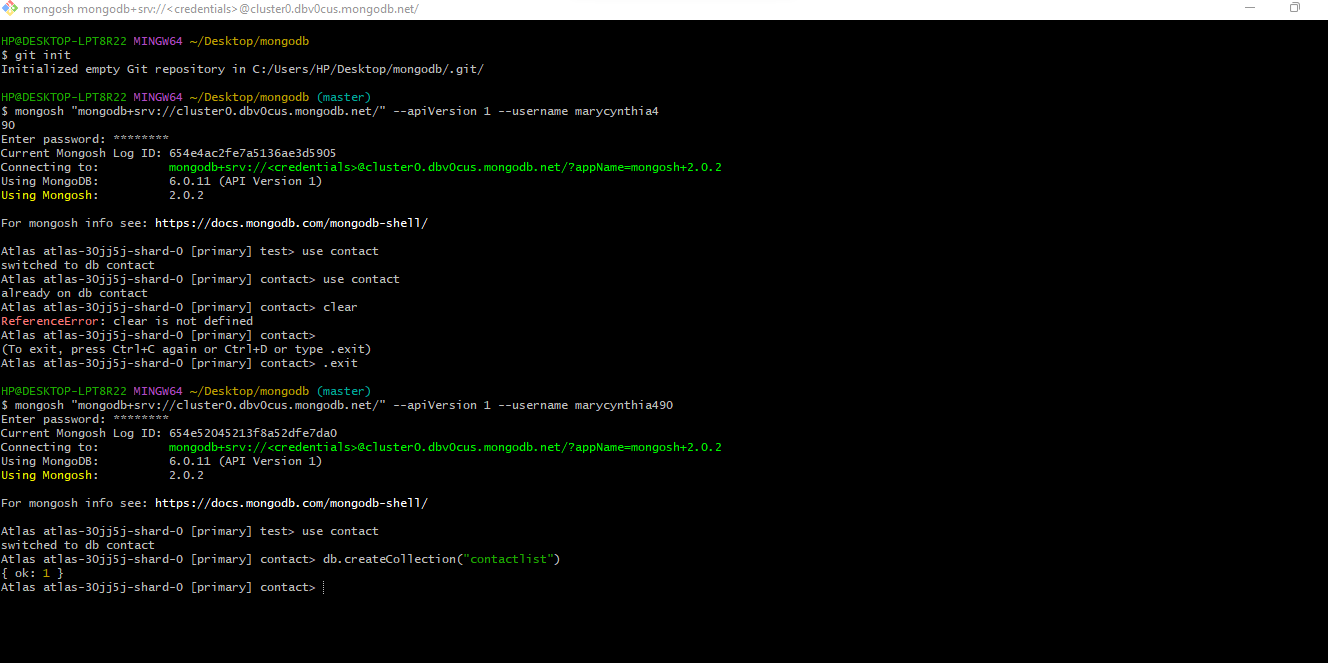 mongosh mongodb+srv://<credentials>@cluster0.dbv0cus.mongodb.net/
HP@DESKTOP-LPT8R22 MINGW64 ~/Desktop/mongodb
$ git init
Initialized empty Git repository in C:/Users/HP/Desktop/mongodb/.git/
HP@DESKTOP-LPT8R22 MINGW64 ~/Desktop/mongodb (master)
$ mongosh "mongodb+srv://cluster0.dbv0cus.mongodb.net/" --apiVersion 1 --username marycynthia4
90
Enter password: ********
Current Mongosh Log ID: 654e4ac2fe7a5136ae3d5905
Connecting to: mongodb+srv://<credentials>@cluster0.dbv0cus.mongodb.net/?appName=mongosh+2.0.2
Using MongoDB: 6.0.11 (API Version 1)
Using Mongosh: 2.0.2
For mongosh info see: https://docs.mongodb.com/mongodb-shell/
Atlas atlas-30jj5j-shard-0 [primary] test> use contact
switched to db contact
Atlas atlas-30jj5j-shard-0 [primary] contact> use contact
already on db contact
Atlas atlas-30jj5j-shard-0 [primary] contact> clear
ReferenceError: clear is not defined
Atlas atlas-30jj5j-shard-0 [primary] contact>
(To exit, press Ctrl+C again or Ctrl+D or type .exit)
Atlas atlas-30jj5j-shard-0 [primary] contact> .exit
HP@DESKTOP-LPT8R22 MINGW64 ~/Desktop/mongodb (master)
$ mongosh "mongodb+srv://cluster0.dbv0cus.mongodb.net/" --apiVersion 1 --username marycynthia490
Enter password: ********
Current Mongosh Log ID: 654e52045213f8a52dfe7da0
Connecting to: mongodb+srv://<credentials>@cluster0.dbv0cus.mongodb.net/?appName=mongosh+2.0.2
Using MongoDB: 6.0.11 (API Version 1)
Using Mongosh: 2.0.2
For mongosh info see: https://docs.mongodb.com/mongodb-shell/
Atlas atlas-30jj5j-shard-0 [primary] test> use contact
switched to db contact
Atlas atlas-30jj5j-shard-0 [primary] contact> db.createCollection("contactlist")
{ ok: 1 }
Atlas atlas-30jj5j-shard-0 [primary] contact>